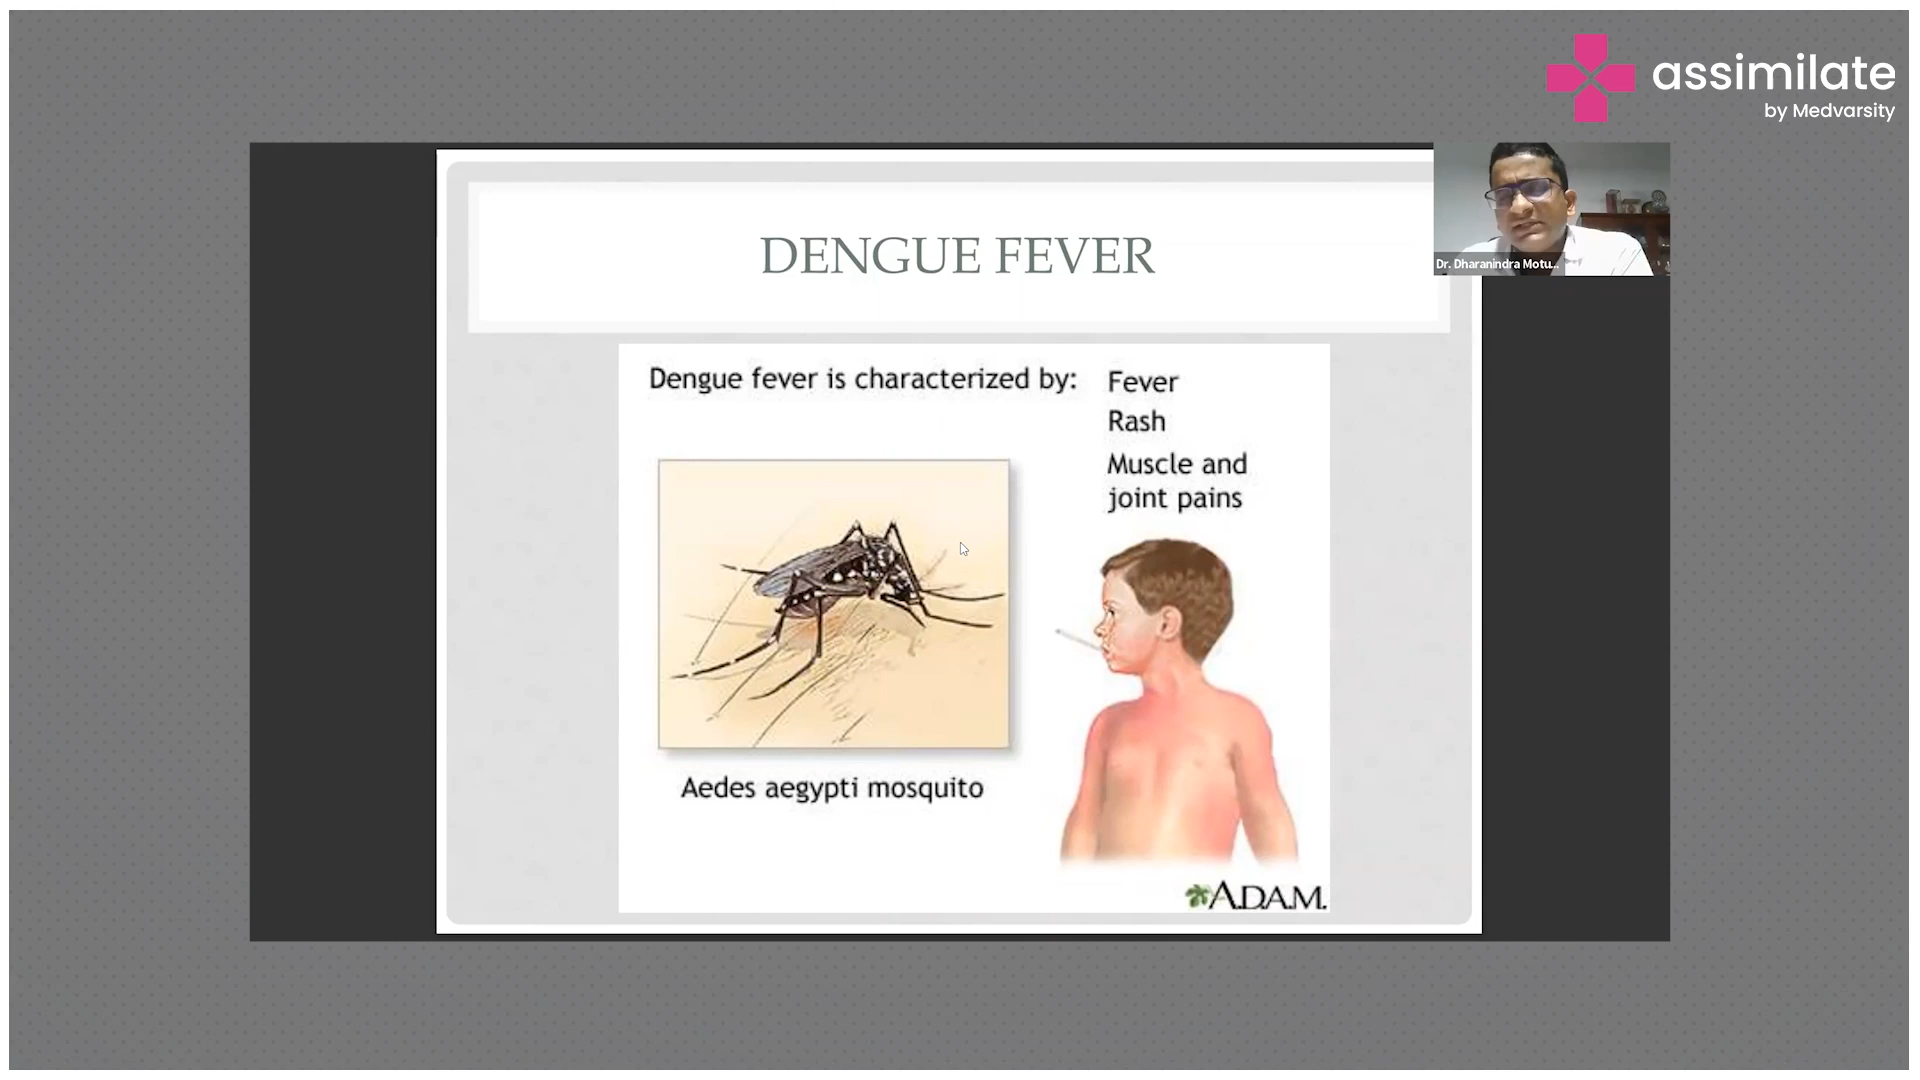 assimilate
by Medvarsity
Dr. Dharanindra Motu...
DENGUE FEVER
Dengue fever is characterized by:
Fever
Rash
Muscle and
joint pains
Aedes aegypti mosquito
A.D.A.M.